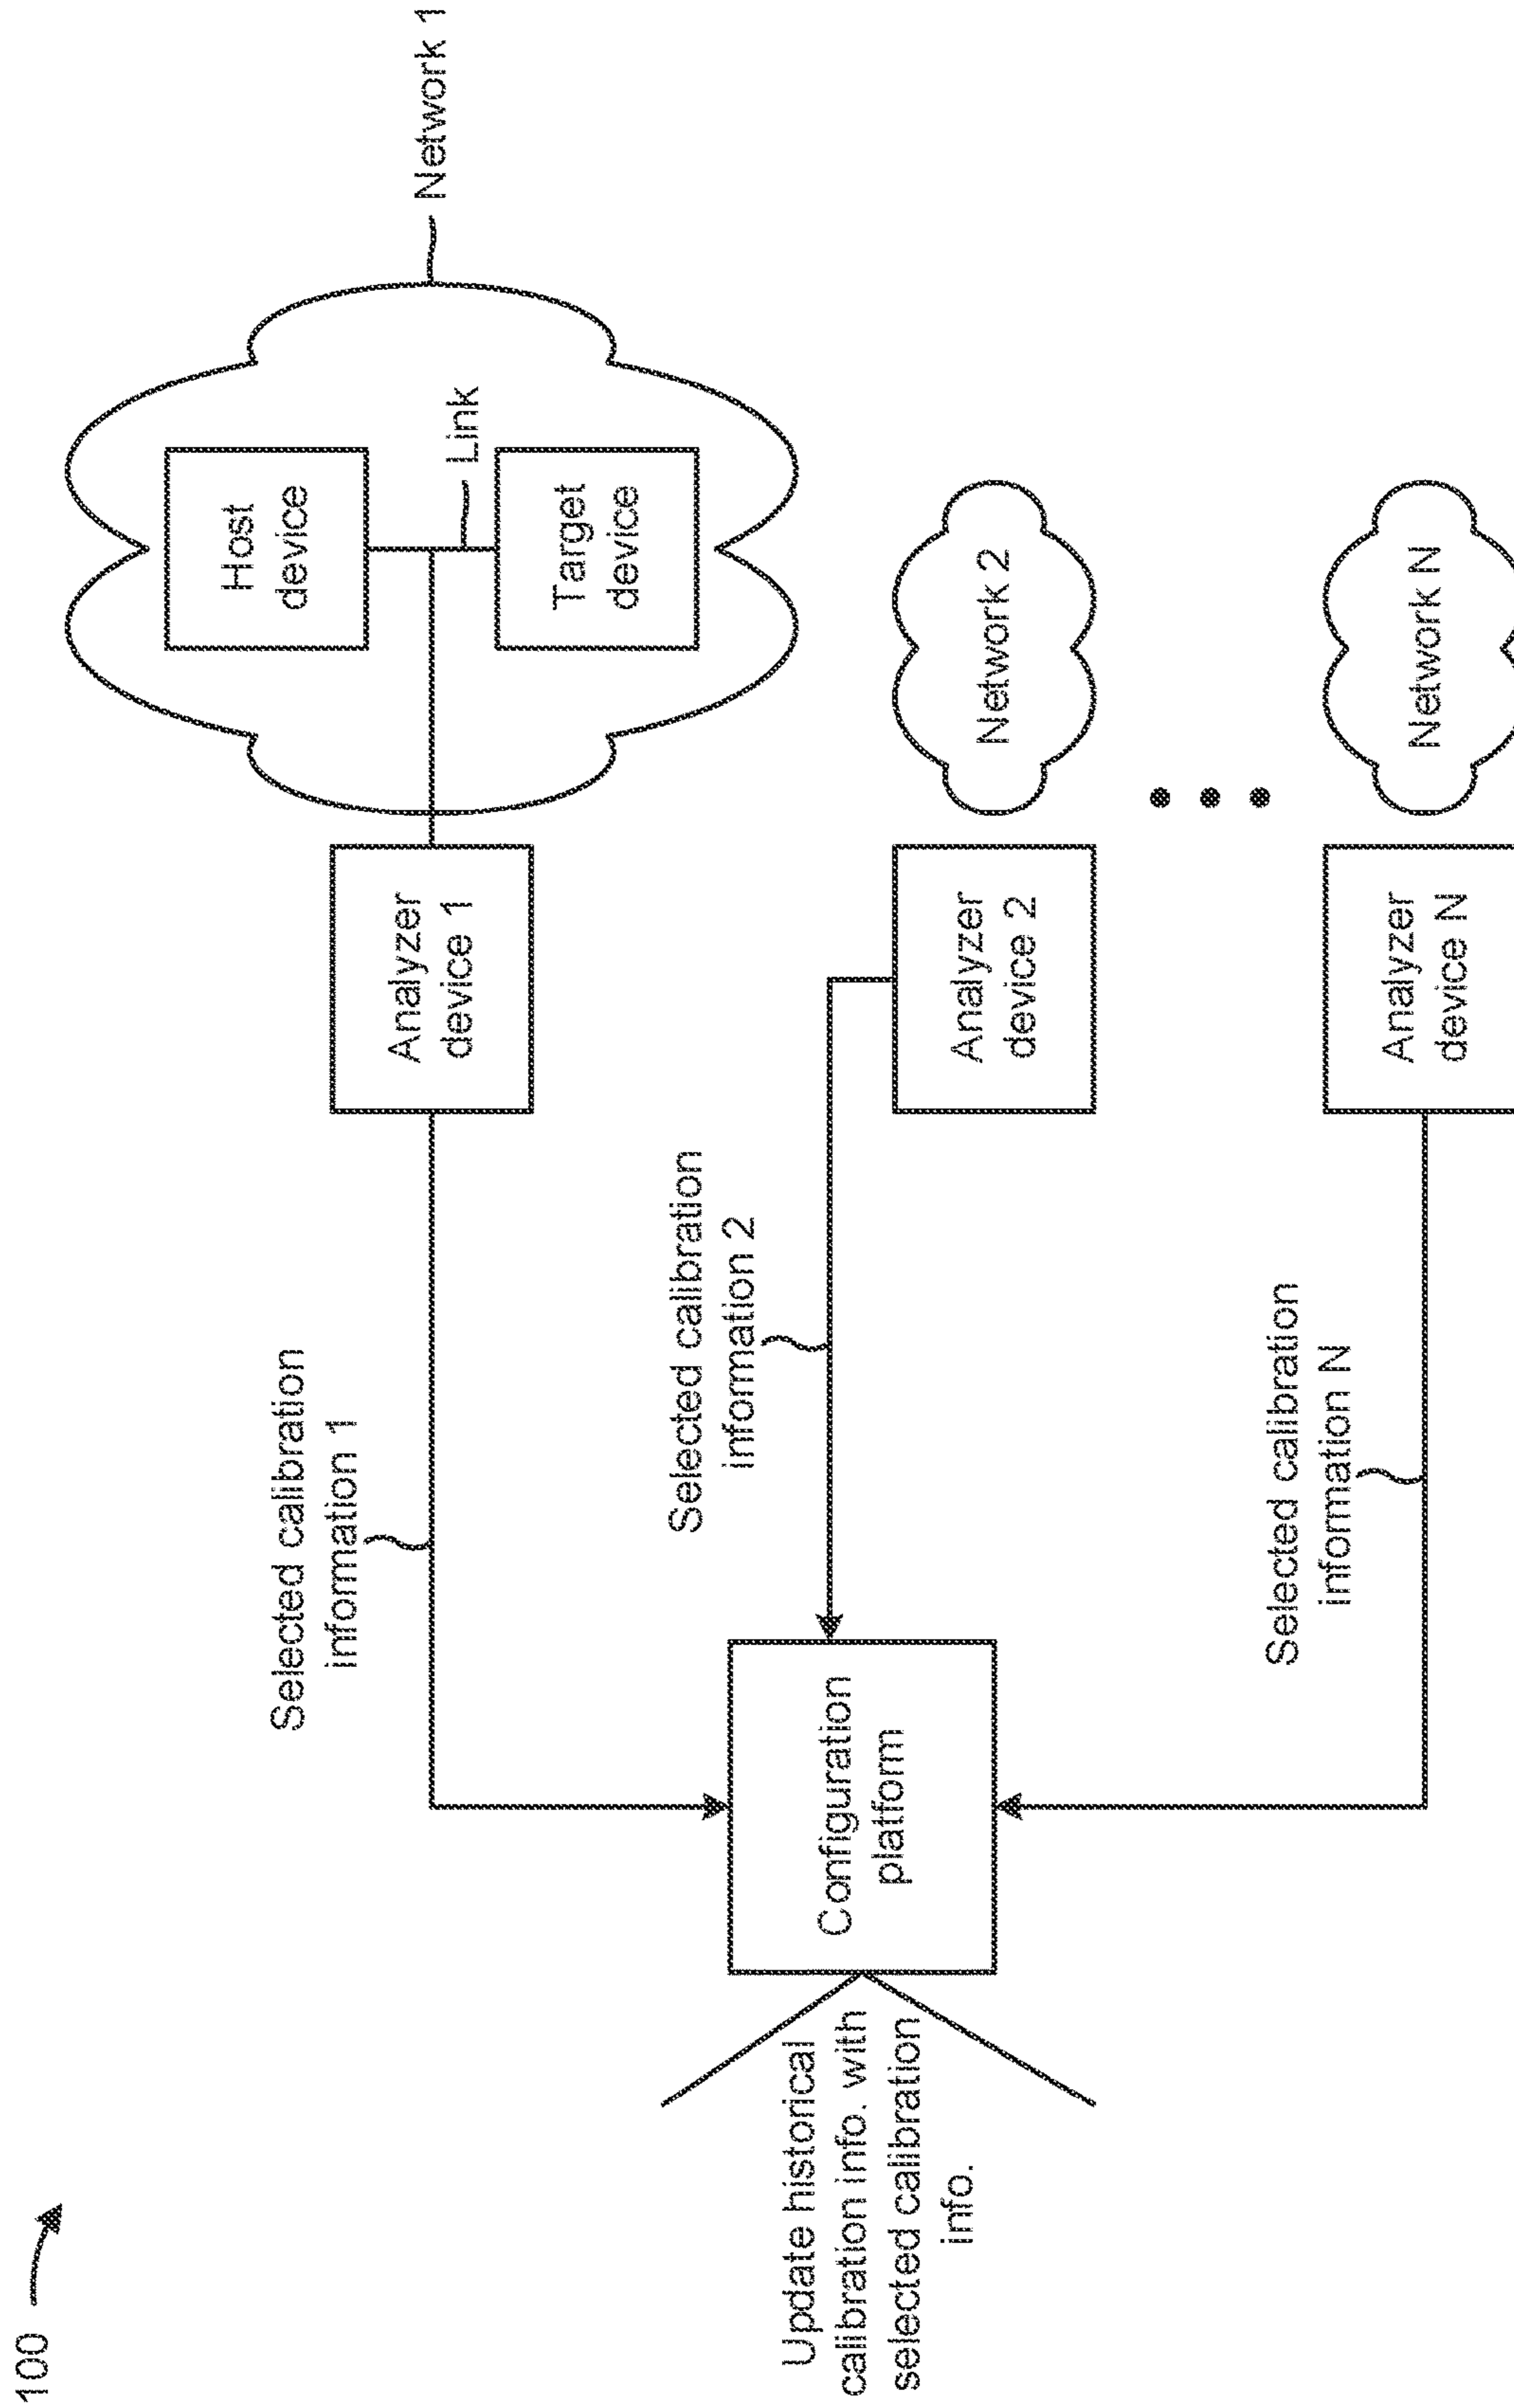 100
Network 1
Host
device
Link
Target
device
Analyzer
device 1
Selected calibration
information 1
Network 2
Analyzer
device 2
Selected calibration
information 2
Configuration
platform
Update historical
calibration info. with
selected calibration
info.
Network N
Analyzer
device N
Selected calibration
information N